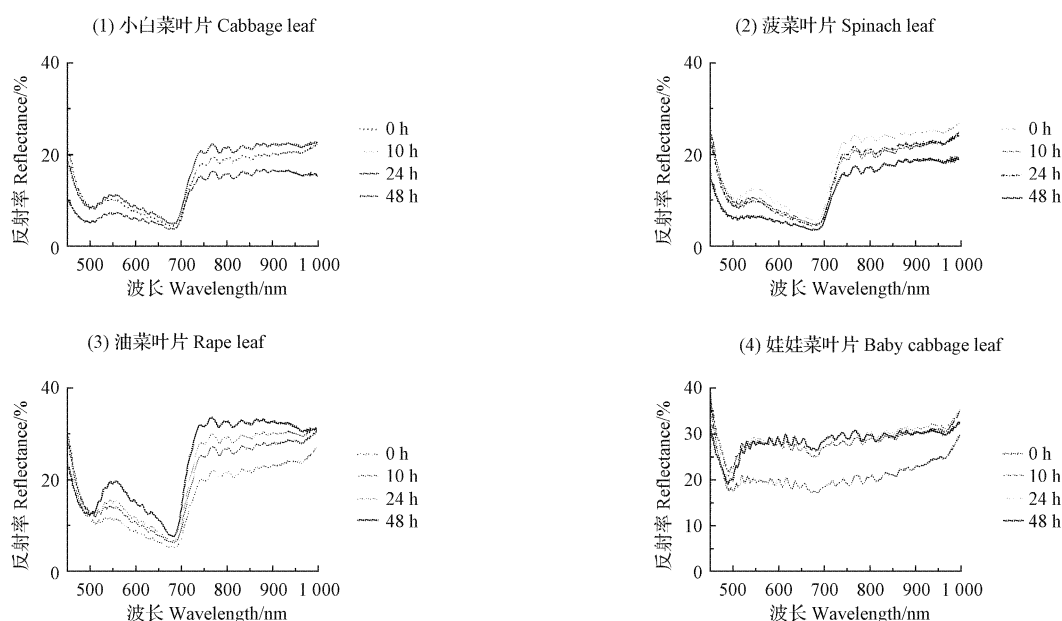 (1) 小白菜叶片 Cabbage leaf
40
20
0
反射率 Reflectance/%
500 600 700 800 900 1 000
波长 Wavelength/nm
0 h
10 h
24 h
48 h
(2) 菠菜叶片 Spinach leaf
40
20
0
反射率 Reflectance/%
500 600 700 800 900 1 000
波长 Wavelength/nm
0 h
10 h
24 h
48 h
(3) 油菜叶片 Rape leaf
40
20
0
反射率 Reflectance/%
500 600 700 800 900 1 000
波长 Wavelength/nm
0 h
10 h
24 h
48 h
(4) 娃娃菜叶片 Baby cabbage leaf
40
30
20
10
0
反射率 Reflectance/%
500 600 700 800 900 1 000
波长 Wavelength/nm
0 h
10 h
24 h
48 h